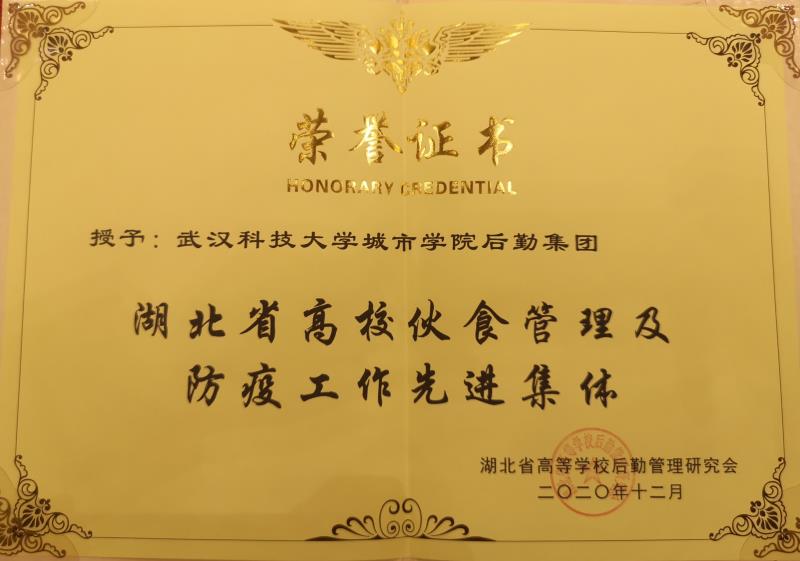 荣誉证书
HONORARY CREDENTIAL
授予：武汉科技大学城市学院后勤集团
湖北省高校伙食管理及
防疫工作先进集体
湖北省高等学校后勤管理研究会
二〇二〇年十二月